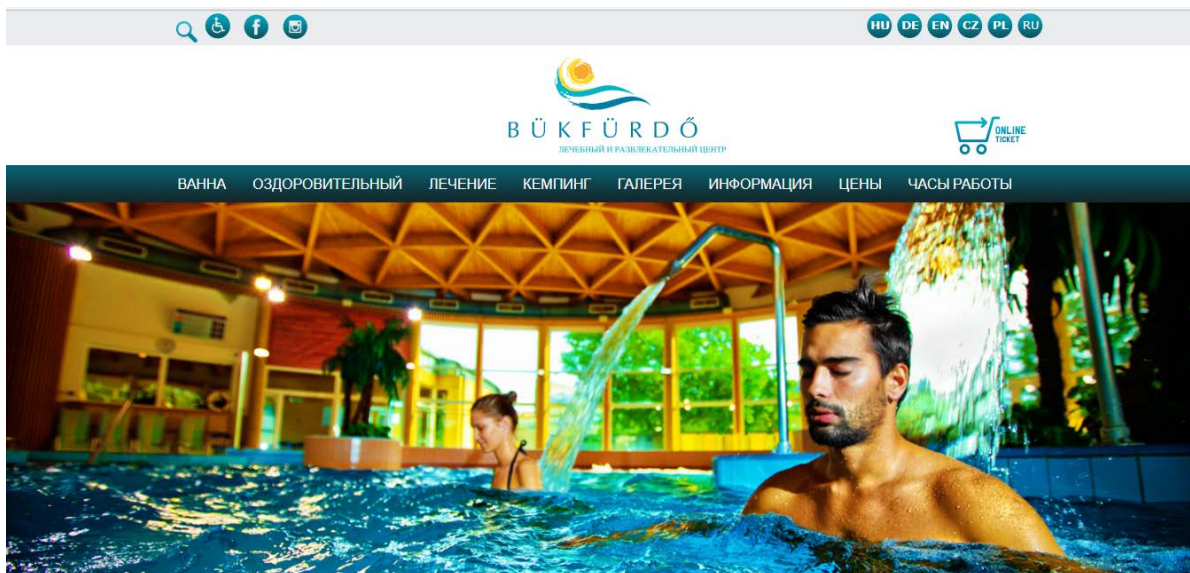 HU DE EN CZ PL RU
BÜKFÜRDŐ
ЛЕЧЕБНЫЙ И РАЗВЛЕКАТЕЛЬНЫЙ ЦЕНТР
ONLINE
TICKET
ВАННА ОЗДОРОВИТЕЛЬНЫЙ ЛЕЧЕНИЕ КЕМПИНГ ГАЛЕРЕЯ ИНФОРМАЦИЯ ЦЕНЫ ЧАСЫ РАБОТЫ